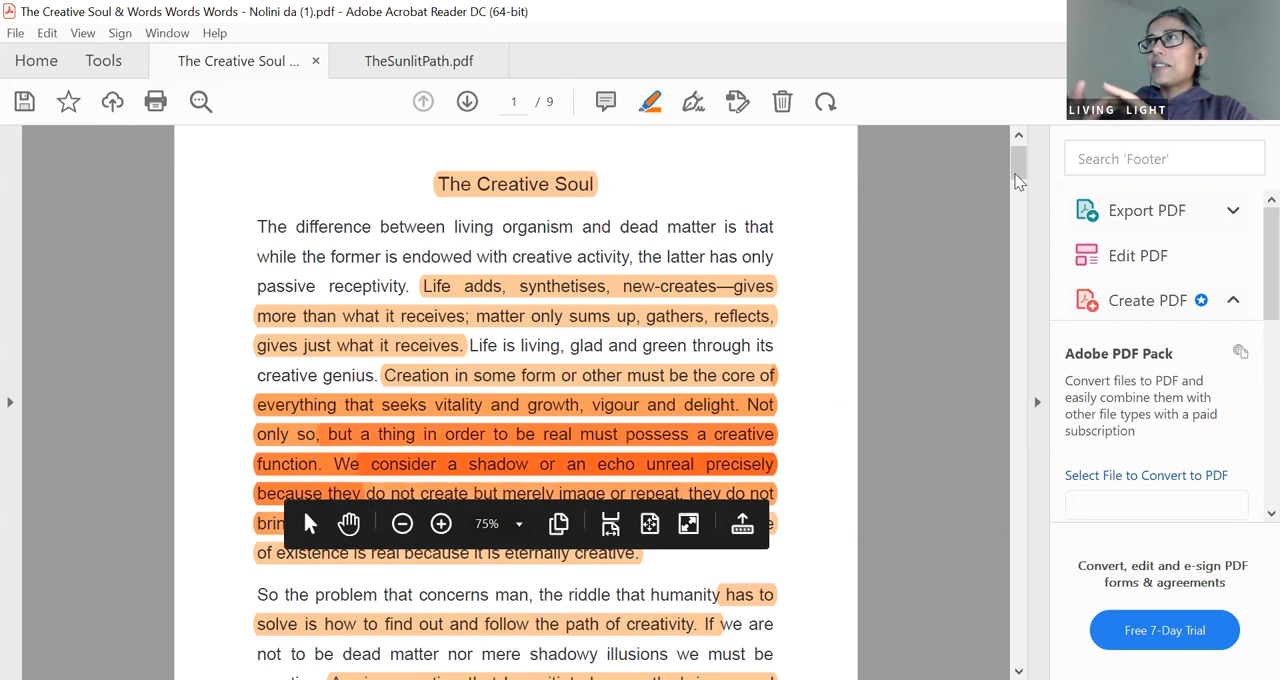 The Creative Soul & Words Words Words - Nolini da (1).pdf - Adobe Acrobat Reader DC (64-bit)
File Edit View Sign Window Help
Home Tools The Creative Soul ... × TheSunlitPath.pdf
1 / 9
LIVING LIGHT
Search 'Footer'
Export PDF
Edit PDF
Create PDF
Adobe PDF Pack
Convert files to PDF and
easily combine them with
other file types with a paid
subscription
Select File to Convert to PDF
Convert, edit and e-sign PDF
forms & agreements
Free 7-Day Trial
The Creative Soul
The difference between living organism and dead matter is that
while the former is endowed with creative activity, the latter has only
passive receptivity. Life adds, synthetises, new-creates—gives
more than what it receives; matter only sums up, gathers, reflects,
gives just what it receives. Life is living, glad and green through its
creative genius. Creation in some form or other must be the core of
everything that seeks vitality and growth, vigour and delight. Not
only so, but a thing in order to be real must possess a creative
function. We consider a shadow or an echo unreal precisely
because they do not create but merely image or repeat, they do not
75%
of existence is real because it is eternally creative.
So the problem that concerns man, the riddle that humanity has to
solve is how to find out and follow the path of creativity. If we are
not to be dead matter nor mere shadowy illusions we must be